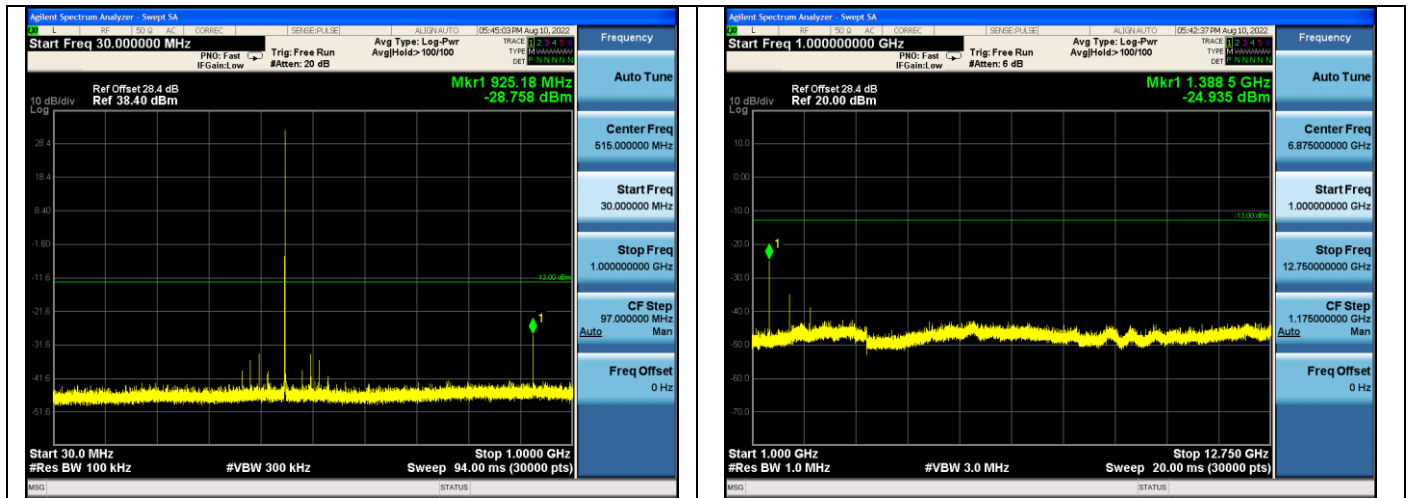 Agilent Spectrum Analyzer - Swept SA
L RF 50 Ω AC CORREC SENSE:PULSE ALIGN AUTO 05:45:03 PM Aug 10, 2022
Start Freq 30.000000 MHz
PNO: Fast
IFGain:Low
Trig: Free Run
#Atten: 20 dB
Avg Type: Log-Pwr
Avg|Hold:>100/100
TRACE 1 2 3 4 5 6
TYPE M
DET P N N N N N
Mkr1 925.18 MHz
-28.758 dBm
Ref Offset 28.4 dB
10 dB/div Ref 38.40 dBm
Log
28.4
18.4
8.40
-1.60
-11.6
-13.00 dBm
-21.6
1
-31.6
-41.6
-51.6
Start 30.0 MHz Stop 1.0000 GHz
#Res BW 100 kHz #VBW 300 kHz Sweep 94.00 ms (30000 pts)
MSG STATUS
Frequency
Auto Tune
Center Freq
515.000000 MHz
Start Freq
30.000000 MHz
Stop Freq
1.000000000 GHz
CF Step
97.000000 MHz
Auto Man
Freq Offset
0 Hz
Agilent Spectrum Analyzer - Swept SA
L RF 50 Ω AC CORREC SENSE:PULSE ALIGN AUTO 05:42:37 PM Aug 10, 2022
Start Freq 1.000000000 GHz
PNO: Fast
IFGain:Low
Trig: Free Run
#Atten: 6 dB
Avg Type: Log-Pwr
Avg|Hold:>100/100
TRACE 1 2 3 4 5 6
TYPE M
DET P N N N N N
Mkr1 1.388 5 GHz
-24.935 dBm
Ref Offset 28.4 dB
10 dB/div Ref 20.00 dBm
Log
10.0
0.00
-10.0
-13.00 dBm
-20.0
1
-30.0
-40.0
-50.0
-60.0
-70.0
Start 1.000 GHz Stop 12.750 GHz
#Res BW 1.0 MHz #VBW 3.0 MHz Sweep 20.00 ms (30000 pts)
MSG STATUS
Frequency
Auto Tune
Center Freq
6.875000000 GHz
Start Freq
1.000000000 GHz
Stop Freq
12.750000000 GHz
CF Step
1.175000000 GHz
Auto Man
Freq Offset
0 Hz